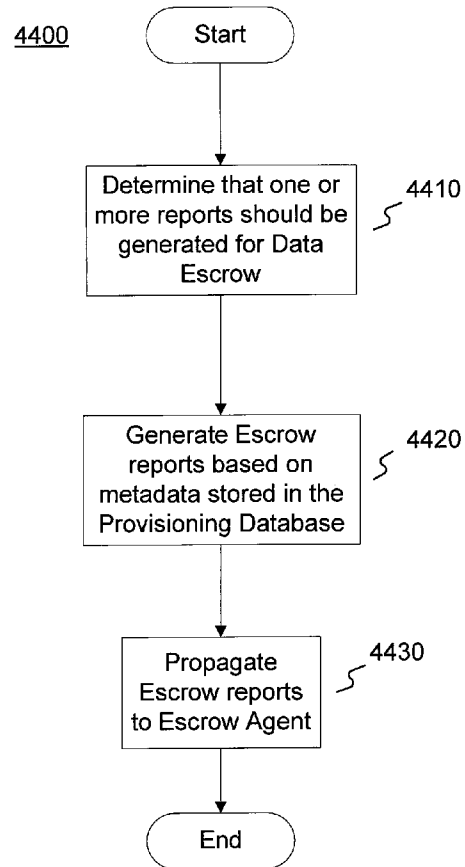 4400
Start
Determine that one or
more reports should be
generated for Data
Escrow
4410
Generate Escrow
reports based on
metadata stored in the
Provisioning Database
4420
Propagate
Escrow reports
to Escrow Agent
4430
End